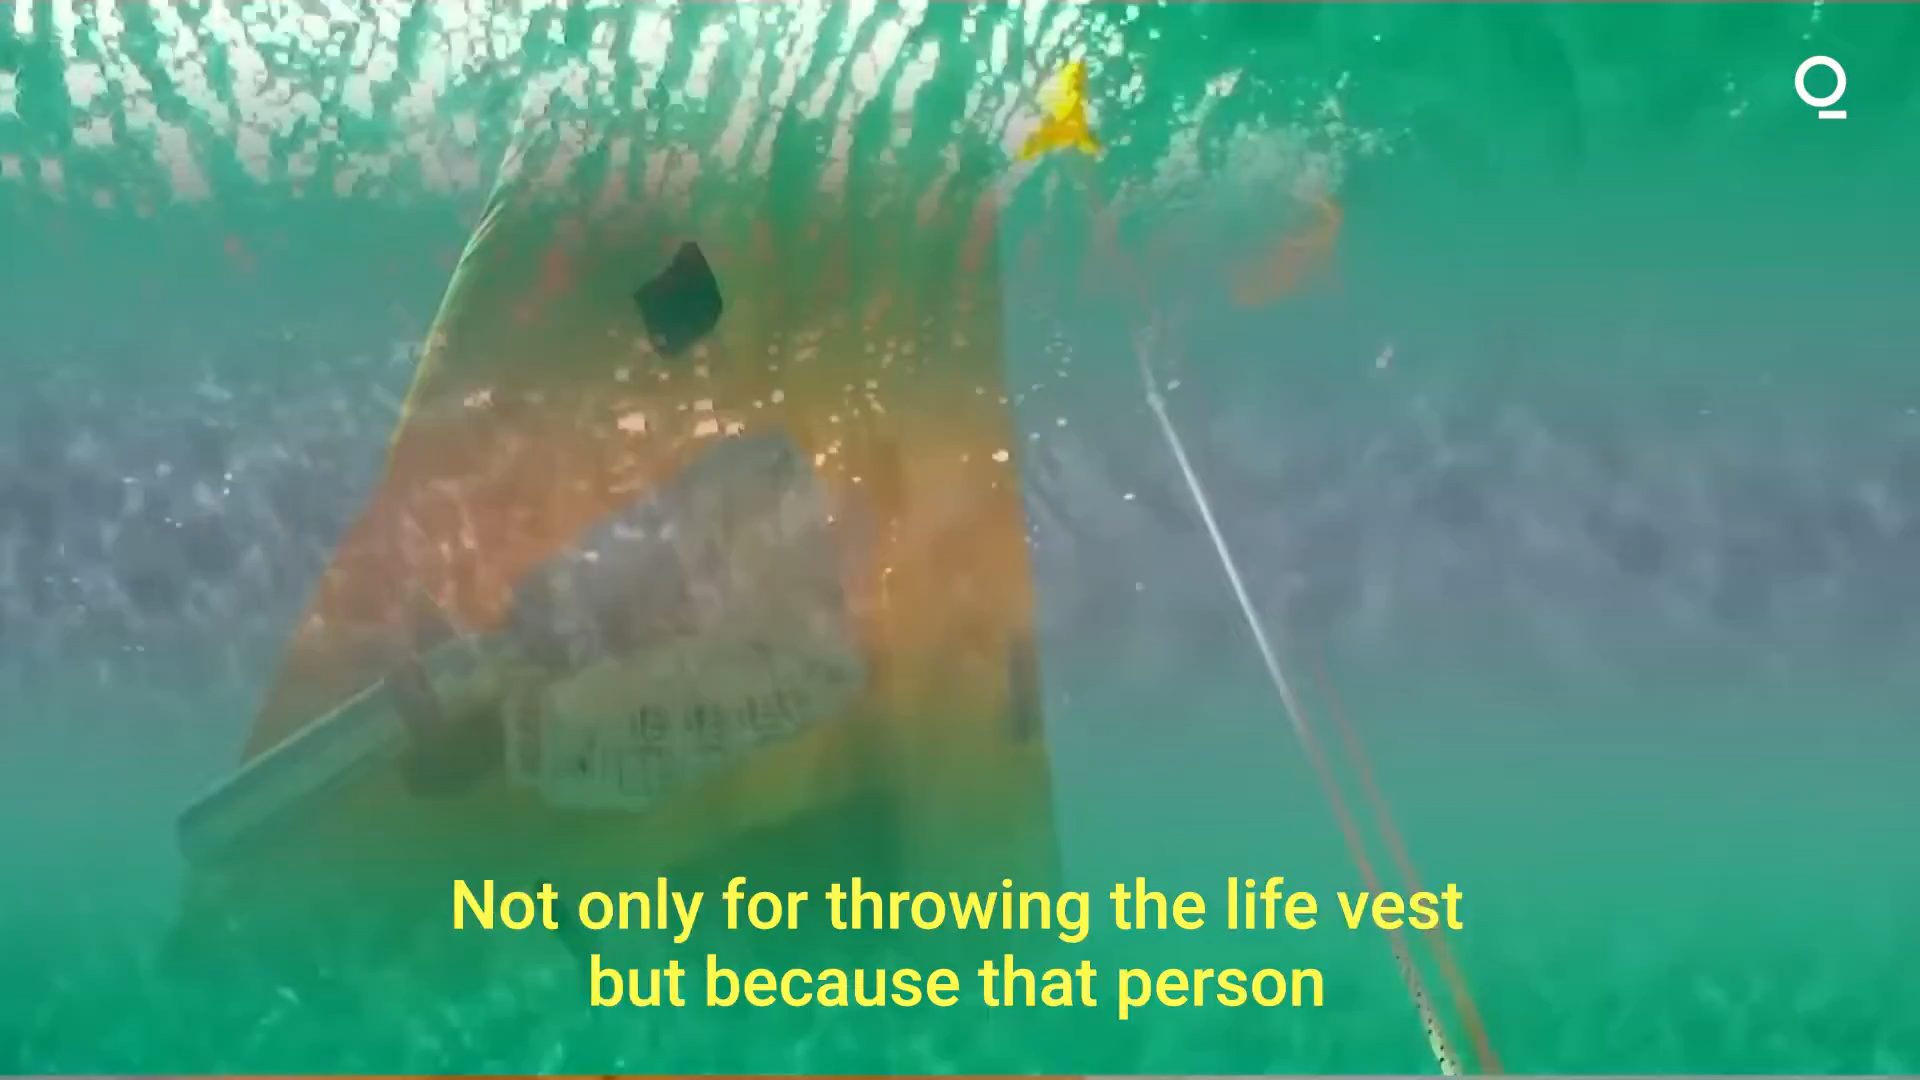 Not only for throwing the life vest
but because that person